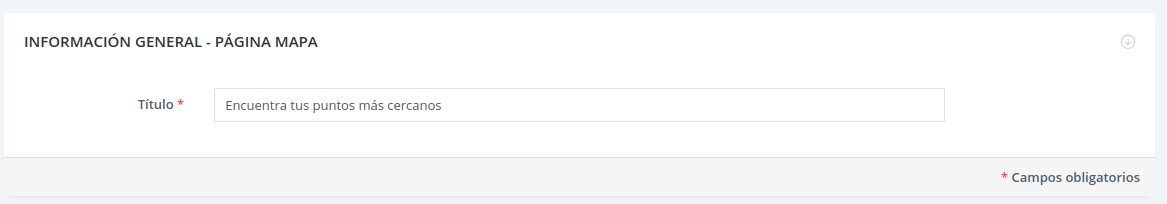 INFORMACIÓN GENERAL - PÁGINA MAPA
Título *
Encuentra tus puntos más cercanos
* Campos obligatorios